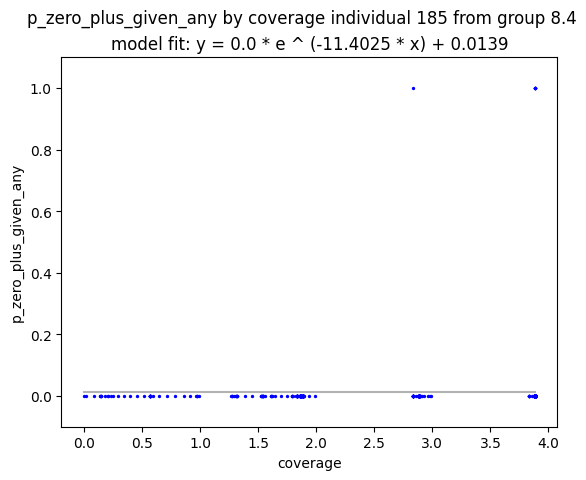 p_zero_plus_given_any by coverage individual 185 from group 8.4
model fit: y = 0.0 * e ^ (-11.4025 * x) + 0.0139
1.0
0.8
0.6
0.4
0.2
0.0
p_zero_plus_given_any
0.0 0.5 1.0 1.5 2.0 2.5 3.0 3.5 4.0
coverage